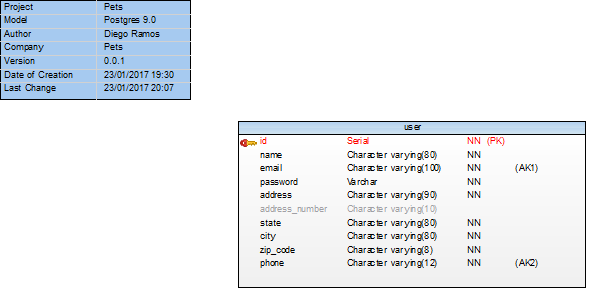 Project Pets
Model Postgres 9.0
Author Diego Ramos
Company Pets
Version 0.0.1
Date of Creation 23/01/2017 19:30
Last Change 23/01/2017 20:07
user
id Serial NN (PK)
name Character varying(80) NN
email Character varying(100) NN (AK1)
password Varchar NN
address Character varying(90) NN
address_number Character varying(10)
state Character varying(80) NN
city Character varying(80) NN
zip_code Character varying(8) NN
phone Character varying(12) NN (AK2)